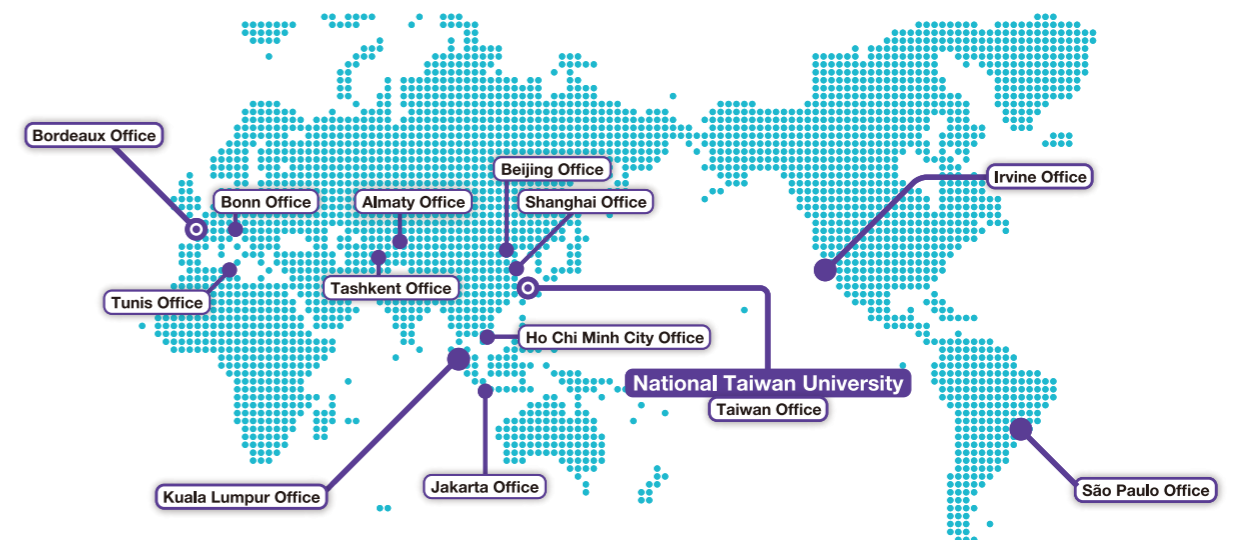 Bordeaux Office
Beijing Office
Irvine Office
Bonn Office
Almaty Office
Shanghai Office
Tashkent Office
Tunis Office
Ho Chi Minh City Office
National Taiwan University
Taiwan Office
Jakarta Office
São Paulo Office
Kuala Lumpur Office